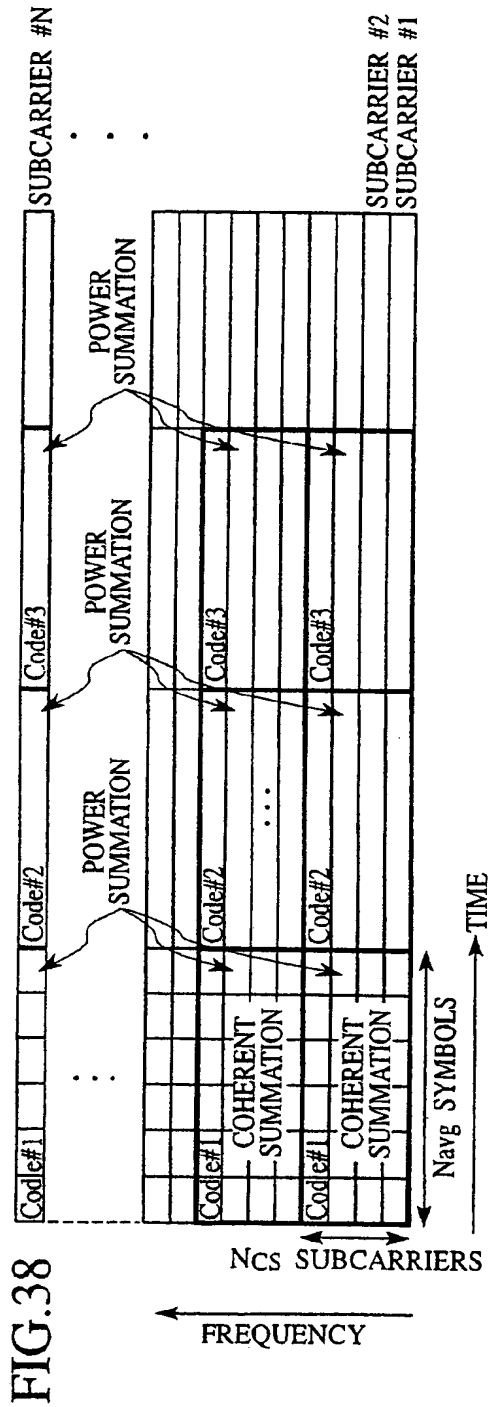 FIG.38
SUBCARRIER #N
Code#1
Code#2
Code#3
POWER
SUMMATION
POWER
SUMMATION
POWER
SUMMATION
. . .
. . .
Code#1
Code#2
Code#3
COHERENT
SUMMATION
. . .
Code#1
Code#2
Code#3
COHERENT
SUMMATION
SUBCARRIER #2
SUBCARRIER #1
NCS SUBCARRIERS
FREQUENCY
Navg SYMBOLS
TIME